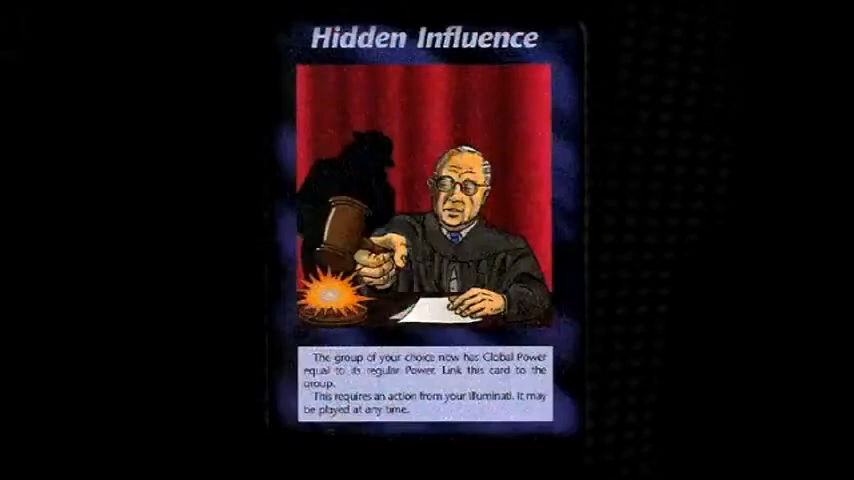 Hidden Influence
The group of your choice now has Global Power
equal to its regular Power. Link this card to the
group.
This requires an action from your Illuminati. It may
be played at any time.